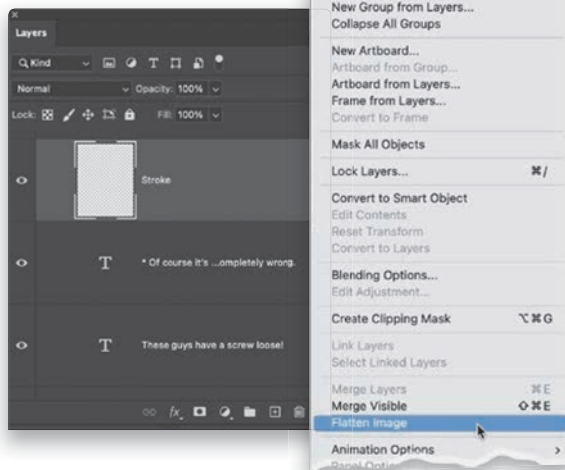 Layers
Kind
Normal Opacity: 100%
Lock: Fill: 100%
Stroke
T * Of course it's ...ompletely wrong.
T These guys have a screw loose!
fx
New Group from Layers...
Collapse All Groups
New Artboard...
Artboard from Group...
Artboard from Layers...
Frame from Layers...
Convert to Frame
Mask All Objects
Lock Layers... ⌘/
Convert to Smart Object
Edit Contents
Reset Transform
Convert to Layers
Blending Options...
Edit Adjustment...
Create Clipping Mask ⌥⌘G
Link Layers
Select Linked Layers
Merge Layers ⌘E
Merge Visible ⇧⌘E
Flatten Image
Animation Options >
Panel Options